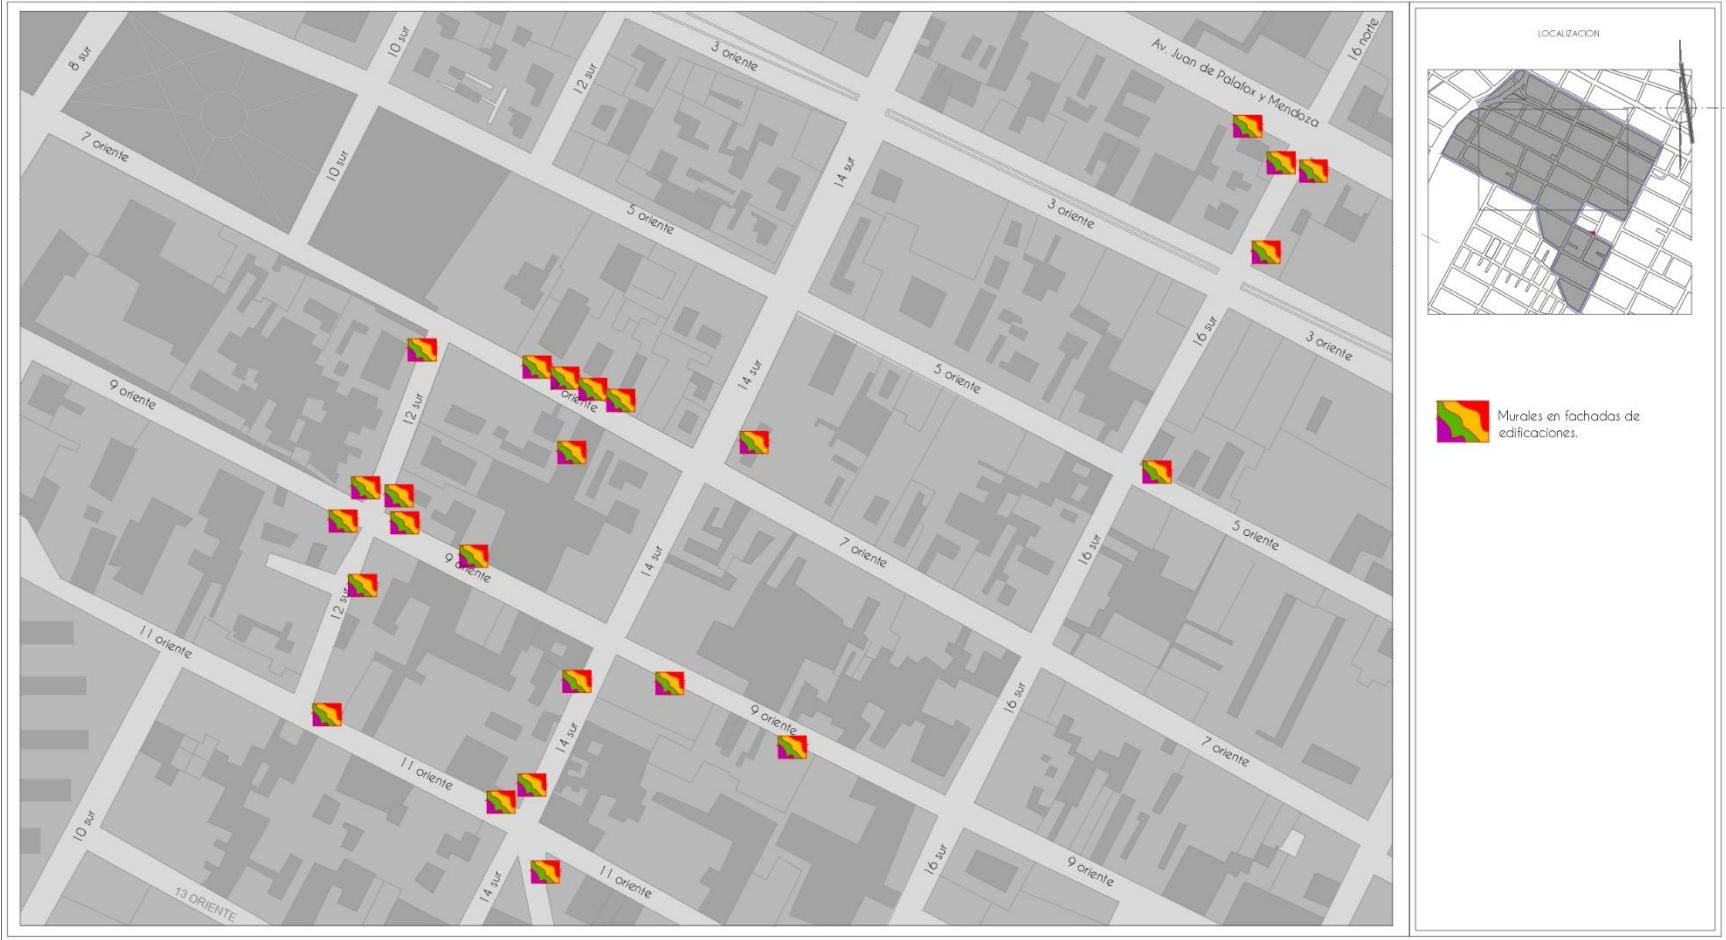 8 sur
10 sur
12 sur
3 oriente
Av. Juan de Palafox y Mendoza
16 norte
7 oriente
10 sur
14 sur
5 oriente
3 oriente
16 sur
3 oriente
9 oriente
12 sur
oriente
14 sur
5 oriente
9 oriente
14 sur
7 oriente
16 sur
5 oriente
11 oriente
12 sur
11 oriente
14 sur
9 oriente
16 sur
7 oriente
10 sur
13 ORIENTE
14 sur
11 oriente
16 sur
9 oriente
LOCALIZACION
Murales en fachadas de
edificaciones.